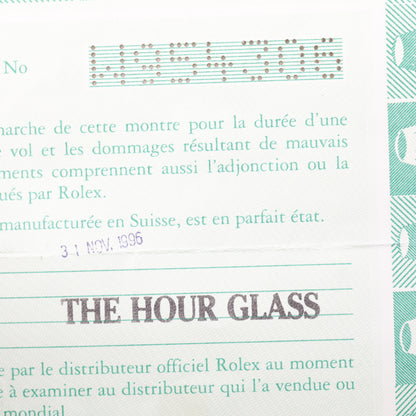 No W954306
marche de cette montre pour la durée d'une
vol et les dommages résultant de mauvais
comprennent aussi l'adjonction ou la
par Rolex.
manufacturée en Suisse, est en parfait état.
31 NOV. 1996
THE HOUR GLASS
par le distributeur officiel Rolex au moment
à examiner au distributeur qui l'a vendue ou
mondial